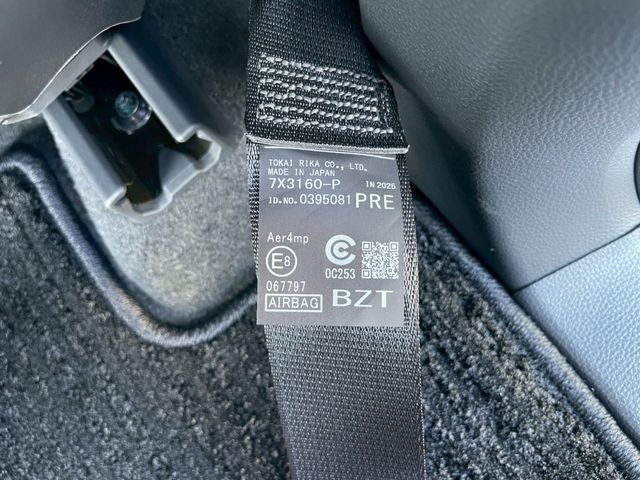 TOKAI RIKA CO., LTD.
MADE IN JAPAN
7X3160-P IN 2025
ID.NO. 0395081 PRE
Aer4mp
E8
0C253
067797
AIRBAG BZT